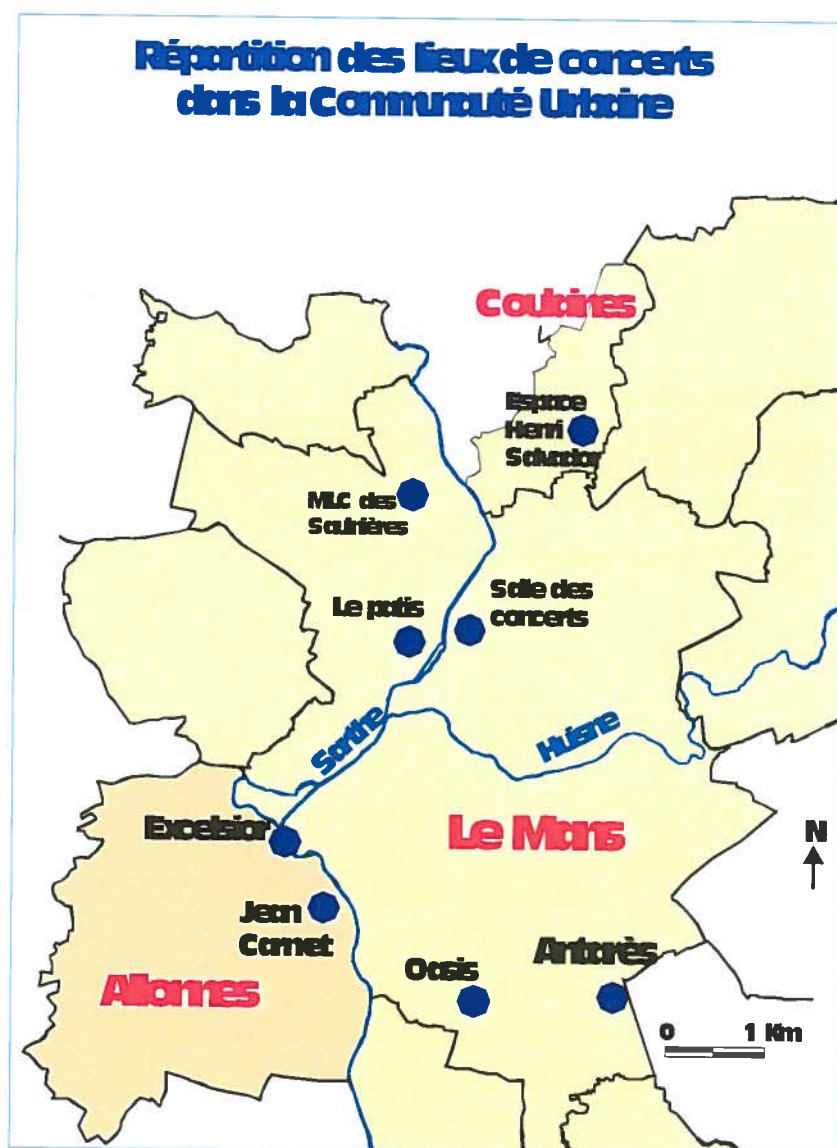 Répartition des lieux de concerts
dans la Communauté Urbaine
Coulaines
Espace
Henri
Salvador
MLC des
Saulnières
Le patis
Salle des
concerts
Sarthe
Huisne
Excelsior
Le Mans
N
Jean
Carnet
Allonnes
Oasis
Antarès
0 1 Km